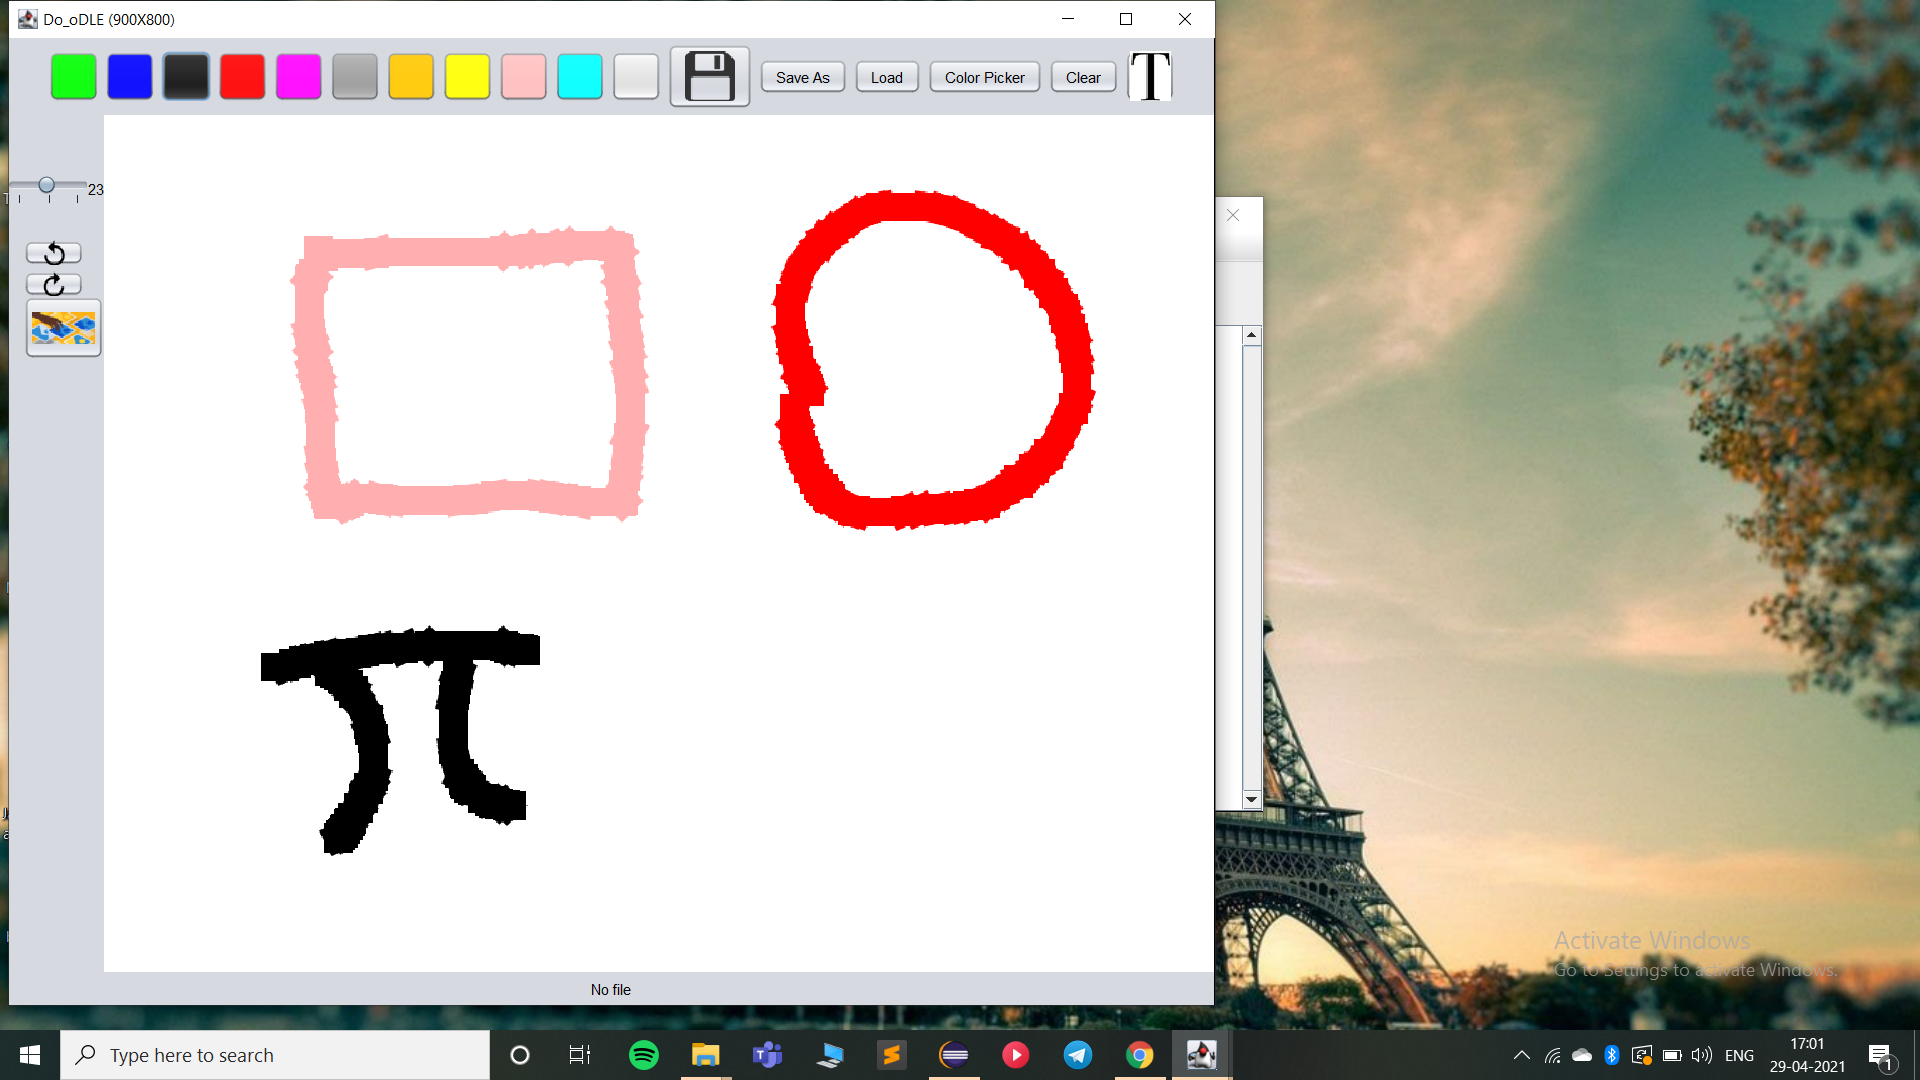 Do_oDLE (900X800)
Save As
Load
Color Picker
Clear
T
23
π
No file
Activate Windows
Go to Settings to activate Windows.
Type here to search
ENG
17:01
29-04-2021
1